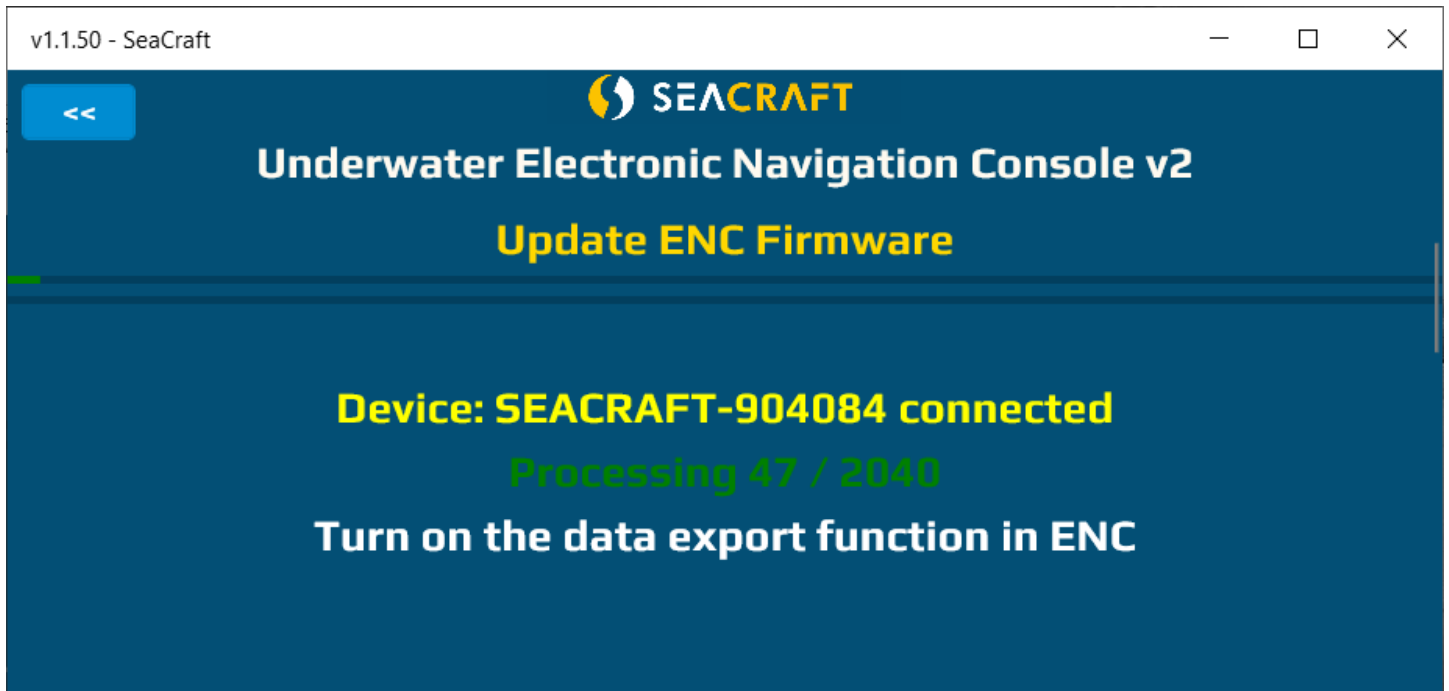 v1.1.50 - SeaCraft
<<
SEACRAFT
Underwater Electronic Navigation Console v2
Update ENC Firmware
Device: SEACRAFT-904084 connected
Processing 47 / 2040
Turn on the data export function in ENC